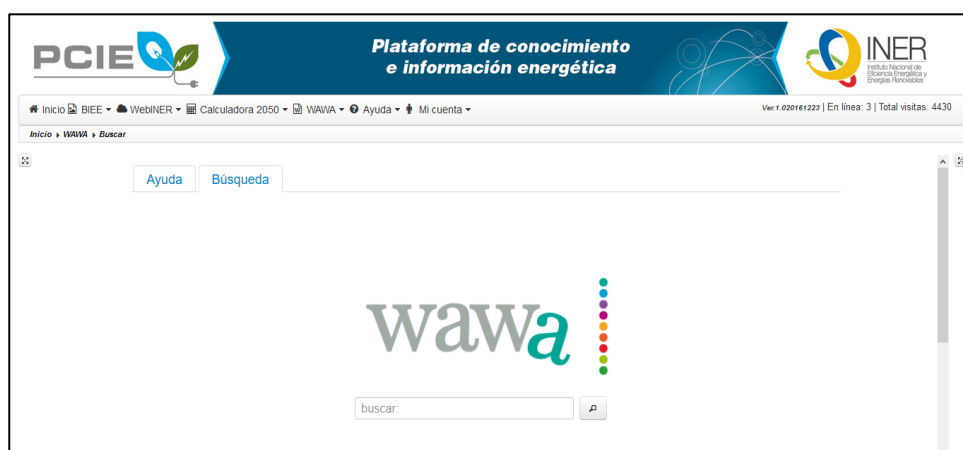 PCIE
Plataforma de conocimiento
e información energética
INER
Instituto Nacional de
Eficiencia Energética y
Energías Renovables
Inicio BIEE WebINER Calculadora 2050 WAWA Ayuda Mi cuenta
Ver.1.020161223 | En línea: 3 | Total visitas: 4430
Inicio WAWA Buscar
Ayuda Búsqueda
wawa
buscar: